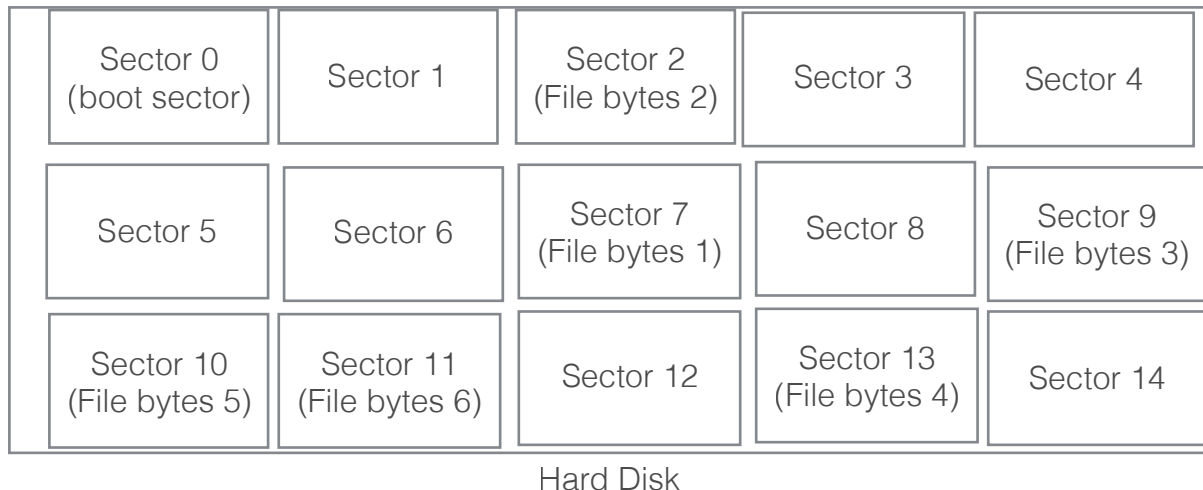 Sector 0
(boot sector)
Sector 1
Sector 2
(File bytes 2)
Sector 3
Sector 4
Sector 5
Sector 6
Sector 7
(File bytes 1)
Sector 8
Sector 9
(File bytes 3)
Sector 10
(File bytes 5)
Sector 11
(File bytes 6)
Sector 12
Sector 13
(File bytes 4)
Sector 14
Hard Disk